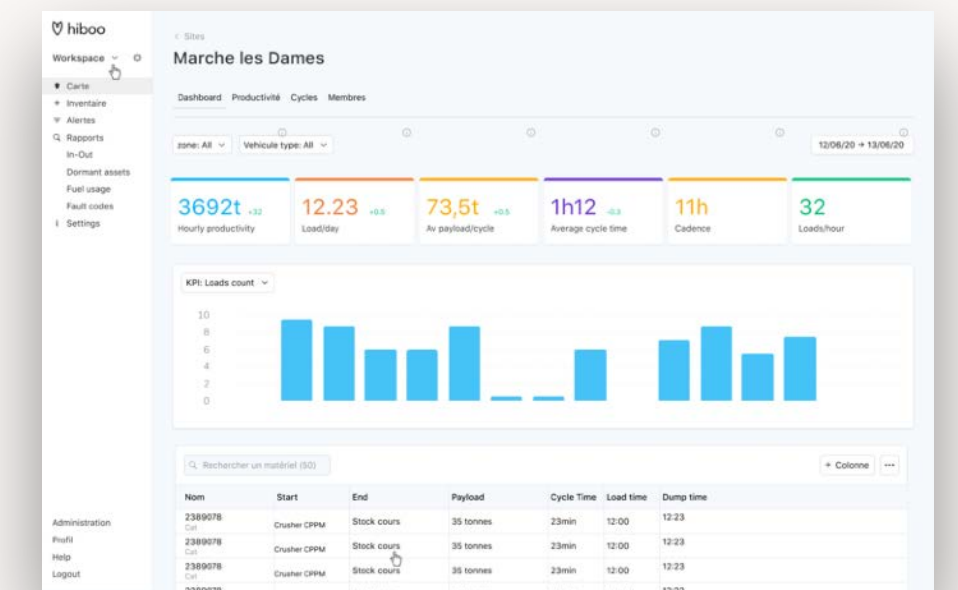 hiboo
Workspace
Carte
Inventaire
Alertes
Rapports
In-Out
Dormant assets
Fuel usage
Fault codes
Settings
Administration
Profil
Help
Logout
< Sites
Marche les Dames
Dashboard Productivité Cycles Membres
zone: All Vehicule type: All 12/06/20 → 13/06/20
3692t +32
Hourly productivity
12.23 +0.5
Load/day
73,5t +0.5
Av payload/cycle
1h12 -0.3
Average cycle time
11h
Cadence
32
Loads/hour
KPI: Loads count
10
8
6
4
2
0
Rechercher un matériel (50) + Colonne ...
Nom Start End Payload Cycle Time Load time Dump time
2389078 Crusher CPPM Stock cours 35 tonnes 23min 12:00 12:23
Cat
2389078 Crusher CPPM Stock cours 35 tonnes 23min 12:00 12:23
Cat
2389078 Crusher CPPM Stock cours 35 tonnes 23min 12:00 12:23
Cat